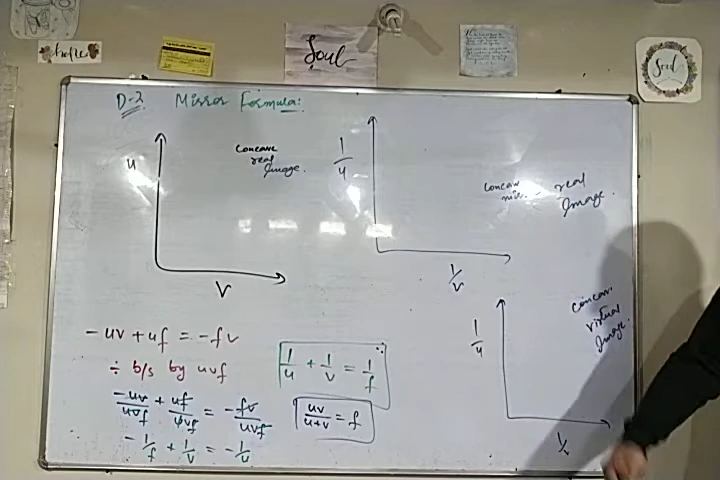 Soul
Soul
D-2 Mirror Formula:
u
v
Concave
real
Image.
1/u
1/v
Concave
real
Image.
1/u
1/v
Concave
virtual
Image.
- uv + uf = - fv
÷ b/s by uvf
-uv/uvf + uf/uvf = -fv/uvf
-1/f + 1/v = -1/u
∴ 1/u + 1/v = 1/f
uv/u+v = f